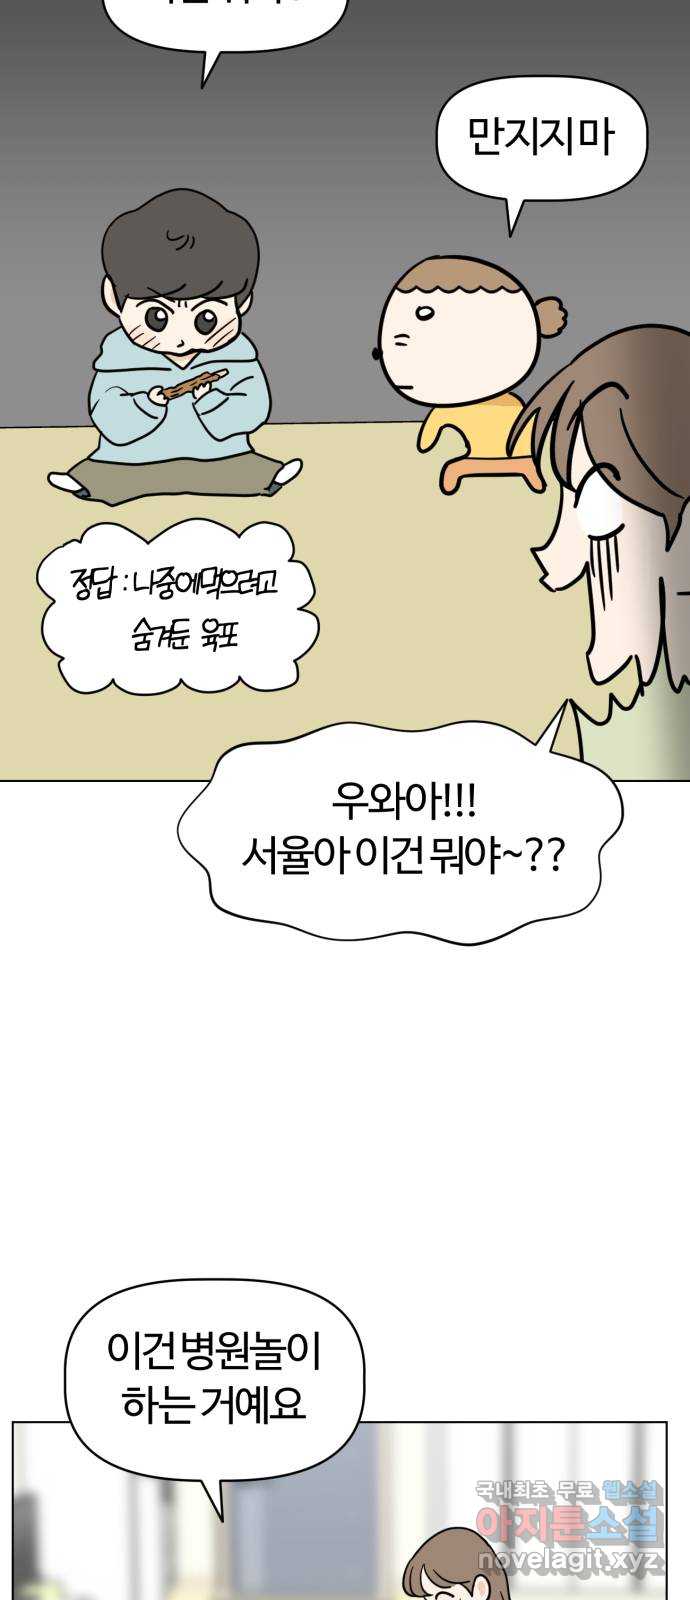 만지지 마
정답 : 나중에 먹으려고
숨겨둔 육포
우와아!!!
서율아 이건 뭐야~??
이건 병원놀이
하는 거예요
국내최초 무료 웹소설
아지툰소설
novelagit.xyz